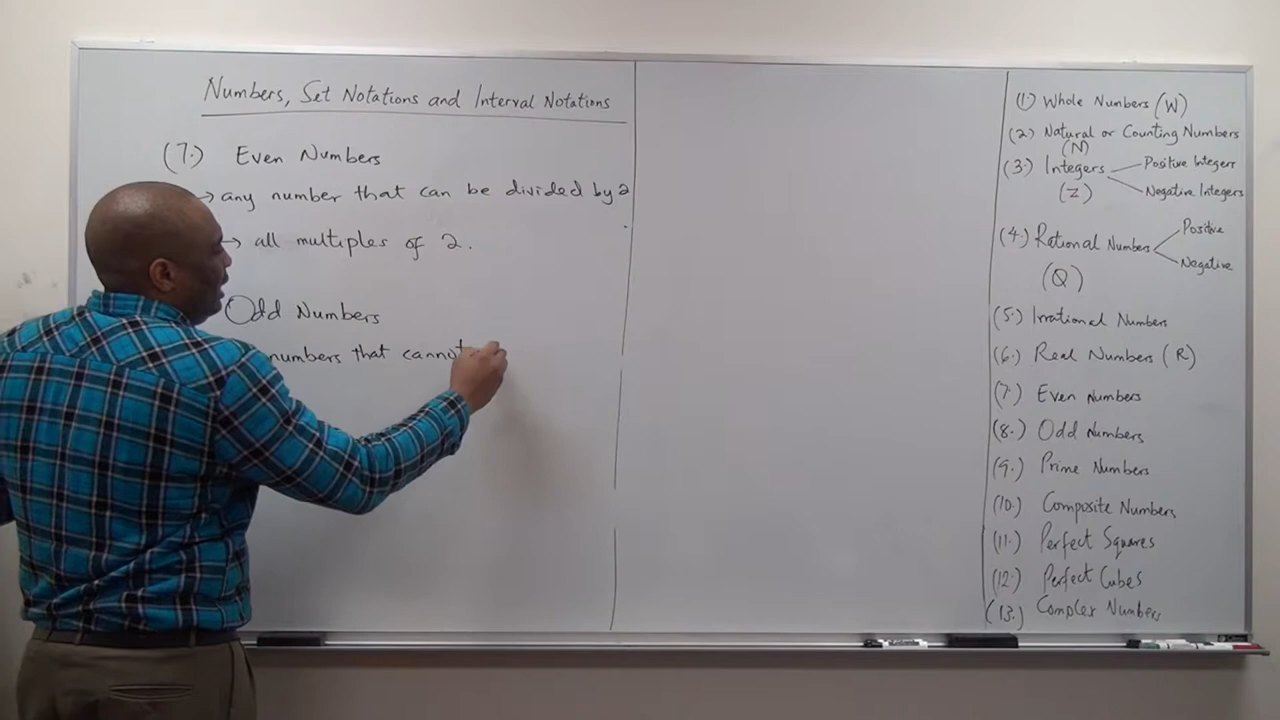 Numbers, Set Notations and Interval Notations
(7.) Even Numbers
→ any number that can be divided by 2
→ all multiples of 2.
Odd Numbers
numbers that cannot
(1) Whole Numbers (W)
(2) Natural or Counting Numbers
(N)
(3.) Integers
Positive Integers
Negative Integers
(Z)
(4.) Rational Numbers
Positive
Negative
(Q)
(5.) Irrational Numbers
(6.) Real Numbers (R)
(7.) Even Numbers
(8.) Odd Numbers
(9.) Prime Numbers
(10.) Composite Numbers
(11.) Perfect Squares
(12.) Perfect Cubes
(13.) Complex Numbers